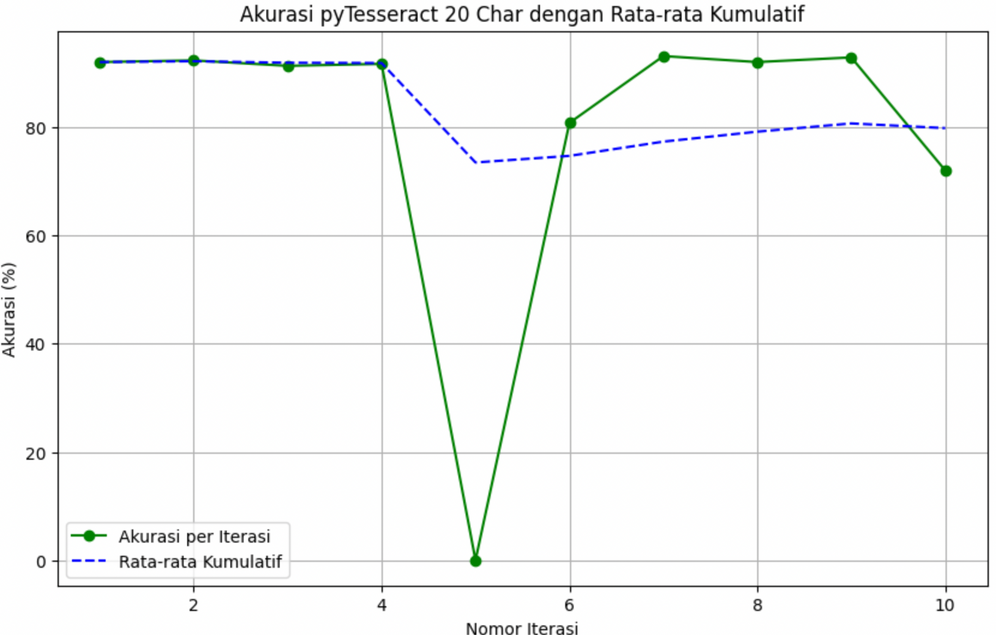 Akurasi pyTesseract 20 Char dengan Rata-rata Kumulatif
Akurasi (%)
80
60
40
20
0
Akurasi per Iterasi
Rata-rata Kumulatif
2 4 6 8 10
Nomor Iterasi